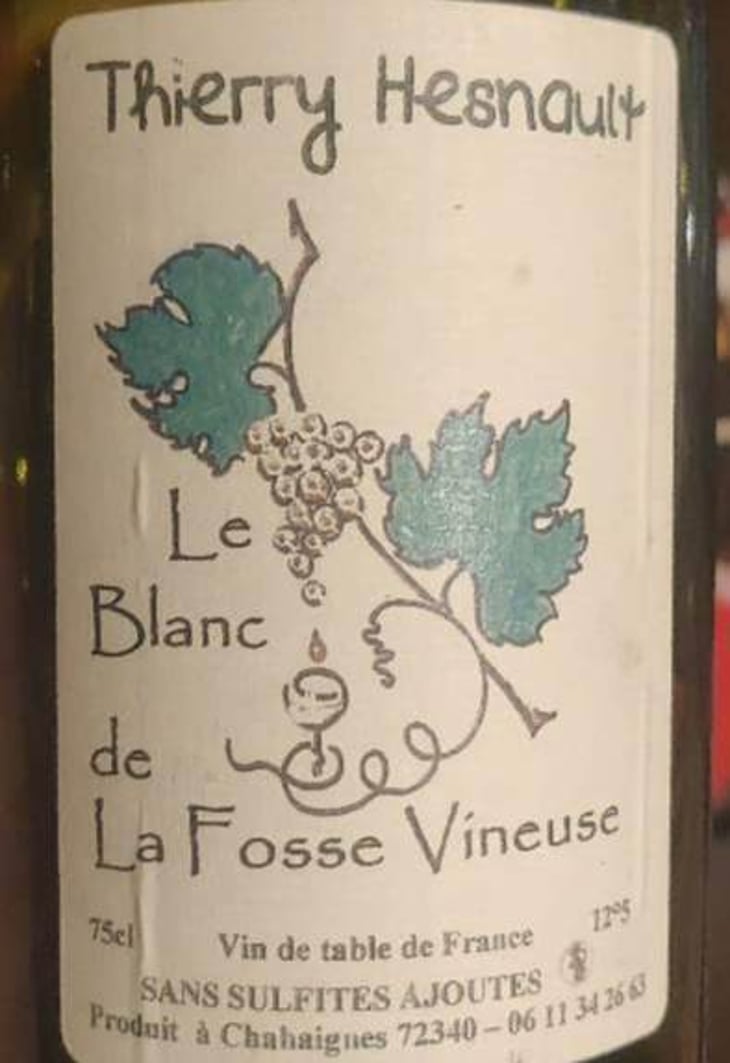 Thierry Hesnault
Le
Blanc
de
La Fosse Vineuse
75cl Vin de table de France 12°5
SANS SULFITES AJOUTES
Produit à Chahaignes 72340 – 06 11 34 26 63